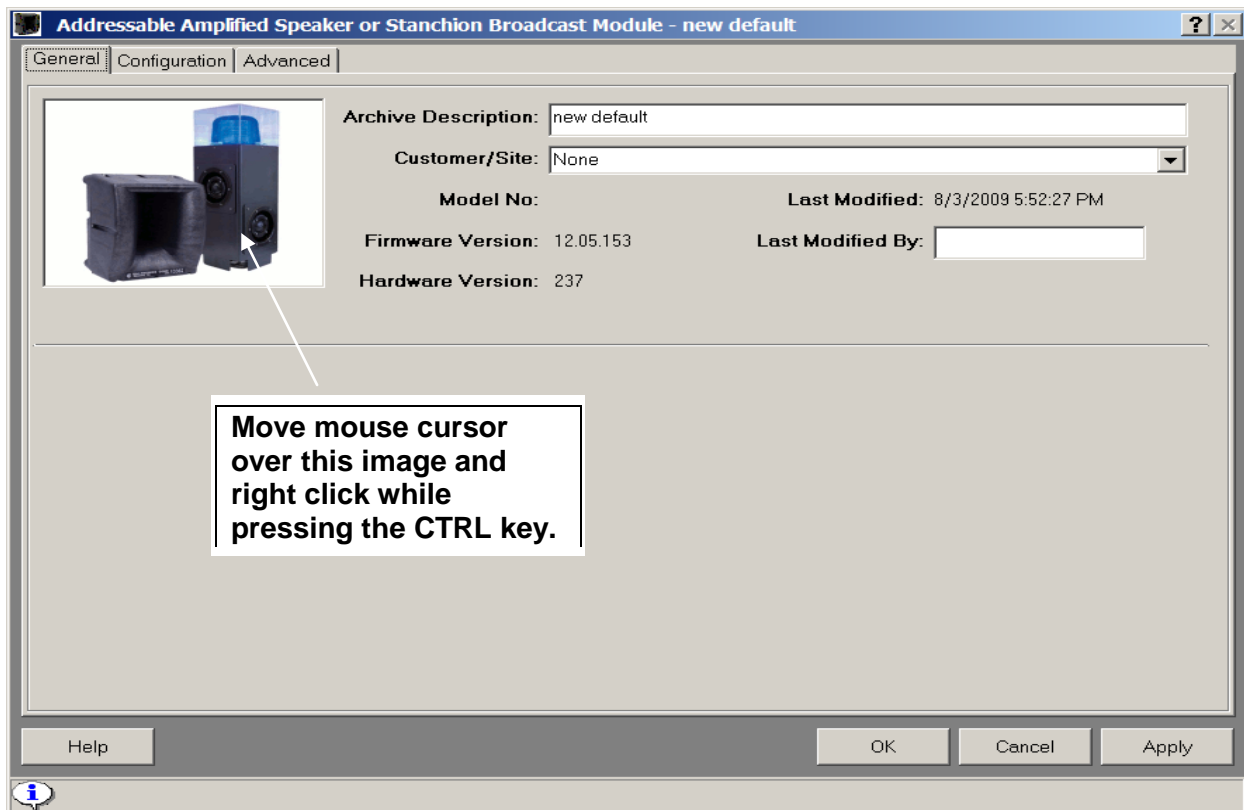 Addressable Amplified Speaker or Stanchion Broadcast Module - new default
General Configuration Advanced
Archive Description: new default
Customer/Site: None
Model No: Last Modified: 8/3/2009 5:52:27 PM
Firmware Version: 12.05.153 Last Modified By:
Hardware Version: 237
Move mouse cursor
over this image and
right click while
pressing the CTRL key.
Help OK Cancel Apply